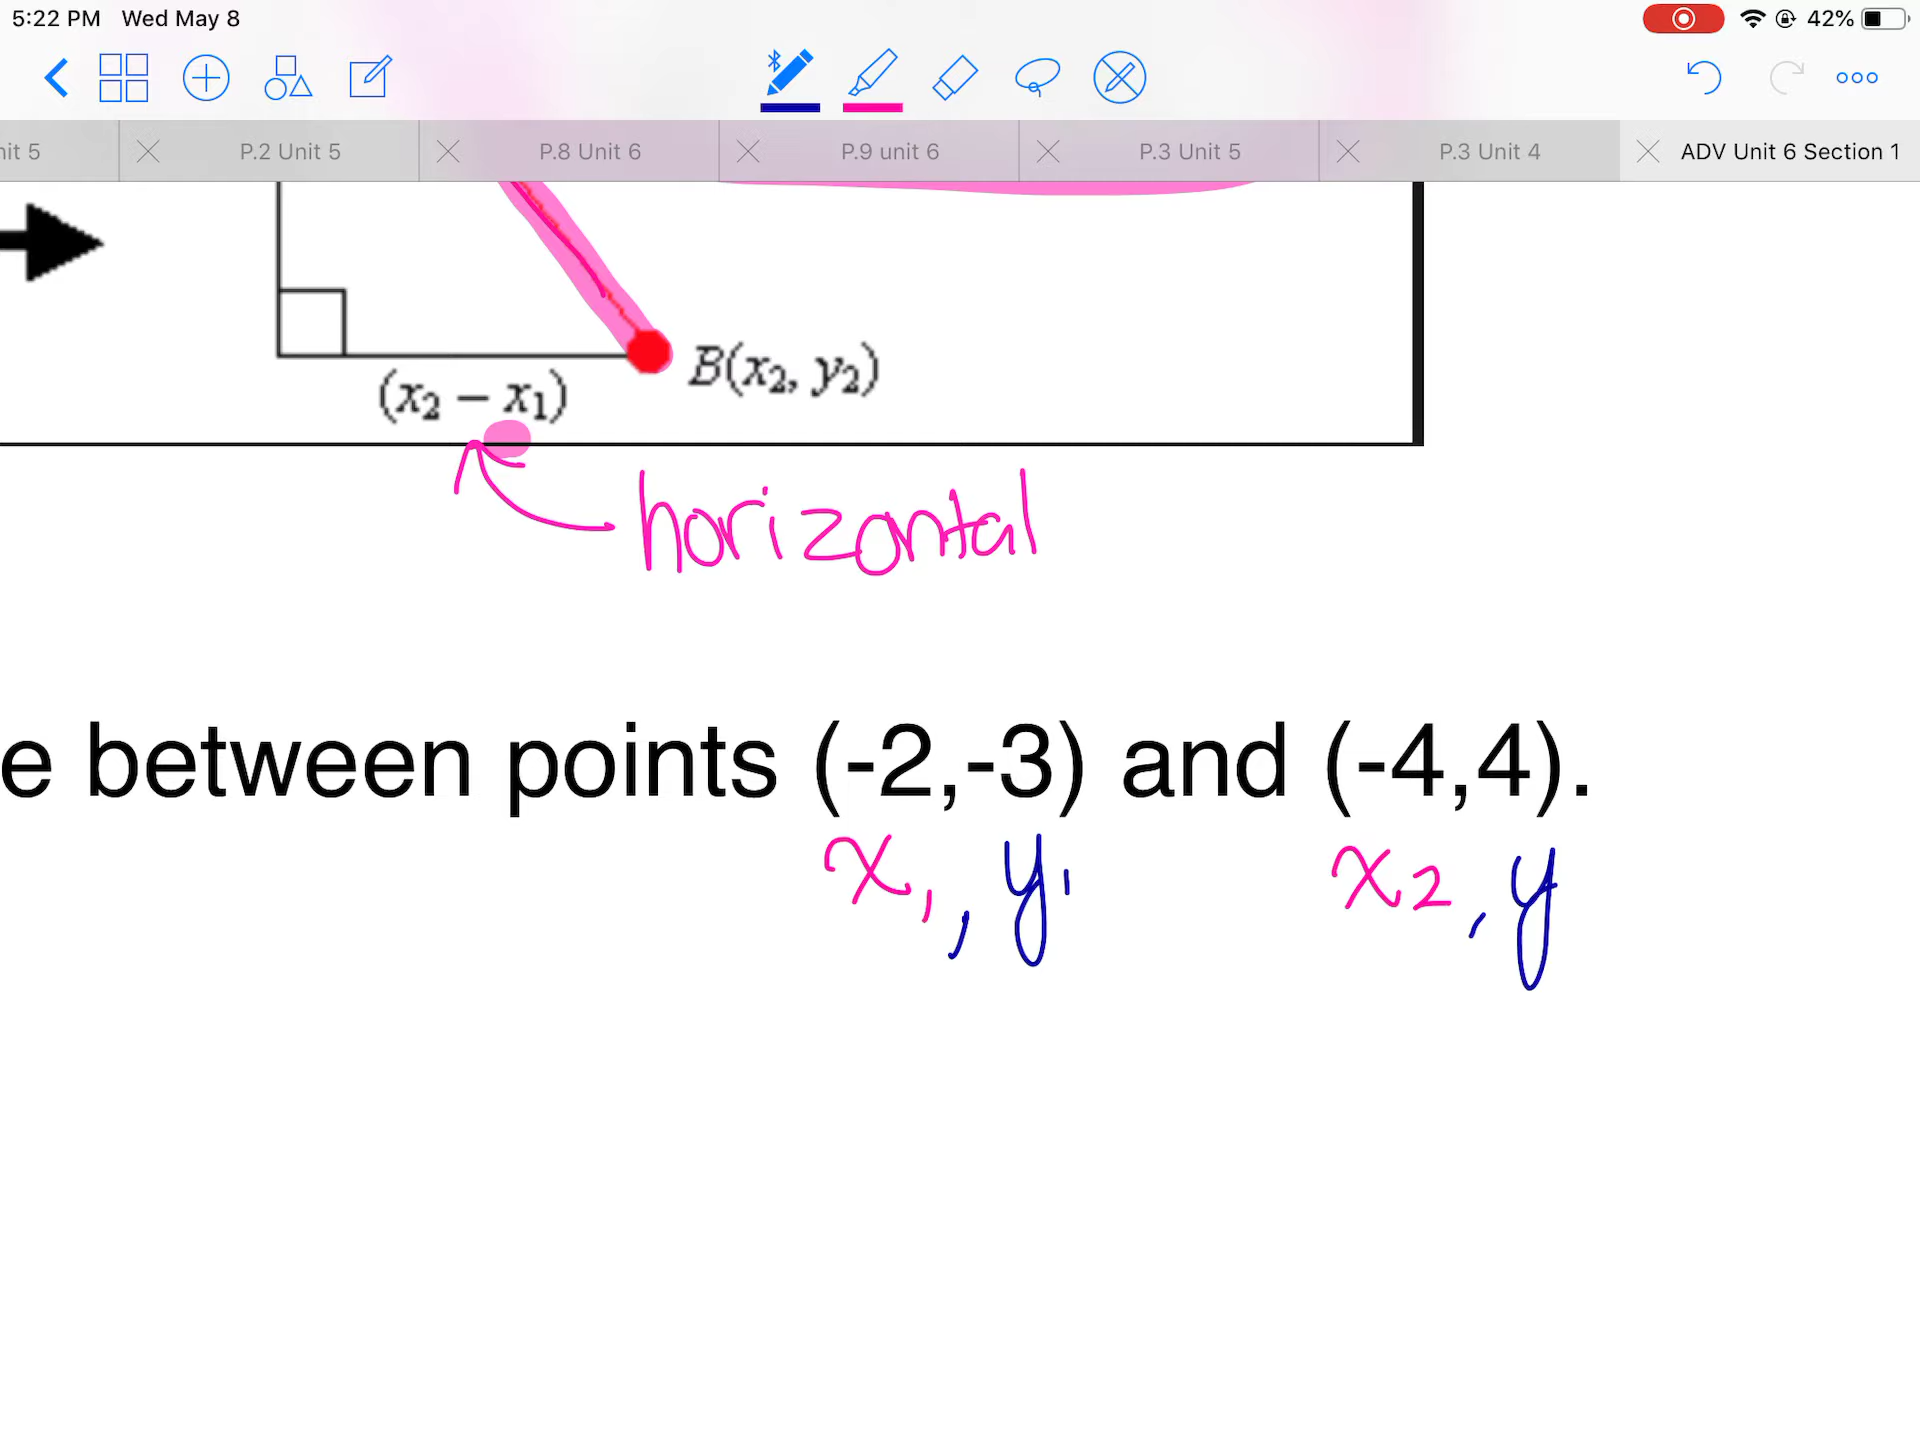 5:22 PM Wed May 8 42%
nit 5 P.2 Unit 5 P.8 Unit 6 P.9 unit 6 P.3 Unit 5 P.3 Unit 4 ADV Unit 6 Section 1
B(x₂, y₂)
(x₂ − x₁)
horizontal
e between points (-2,-3) and (-4,4).
x₁, y₁ x₂, y